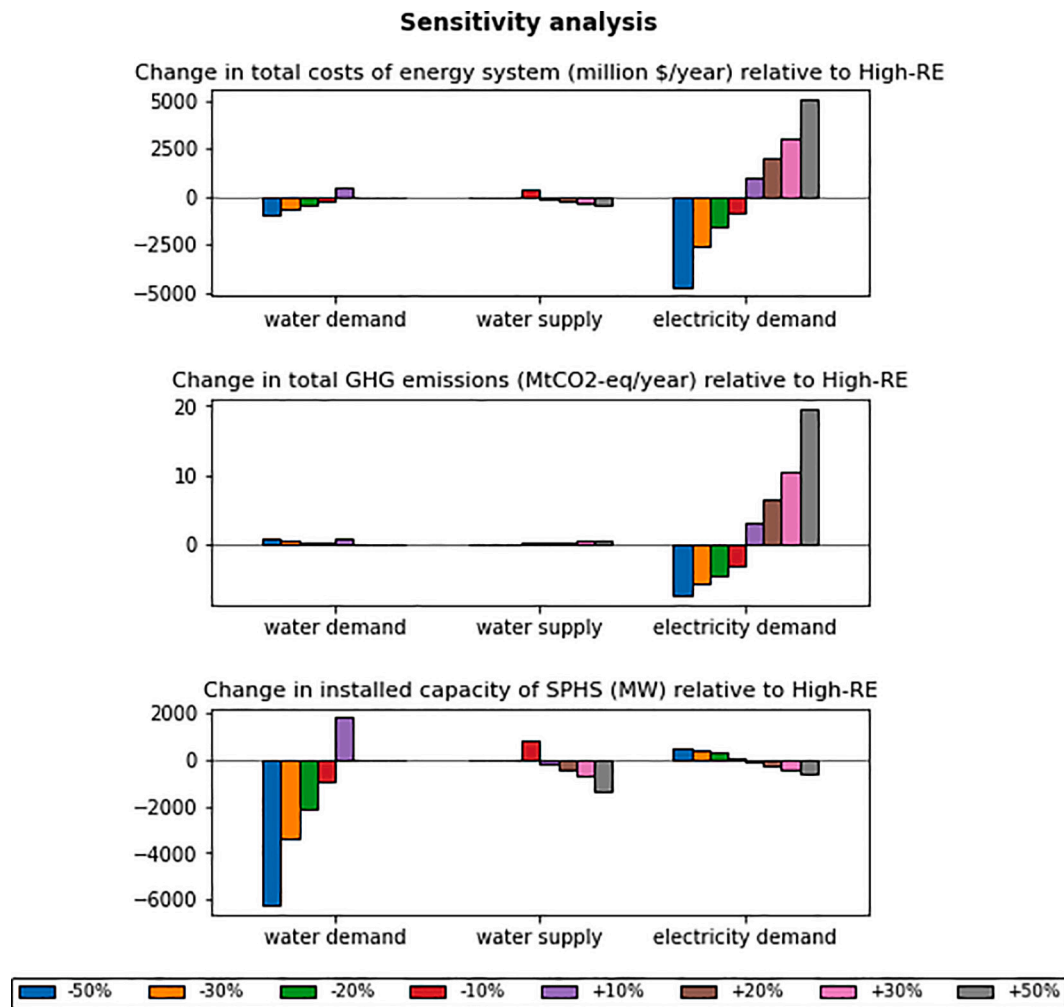 Sensitivity analysis
Change in total costs of energy system (million $/year) relative to High-RE
5000
2500
0
−2500
−5000
water demand water supply electricity demand
Change in total GHG emissions (MtCO2-eq/year) relative to High-RE
20
10
0
water demand water supply electricity demand
Change in installed capacity of SPHS (MW) relative to High-RE
2000
0
−2000
−4000
−6000
water demand water supply electricity demand
-50% -30% -20% -10% +10% +20% +30% +50%